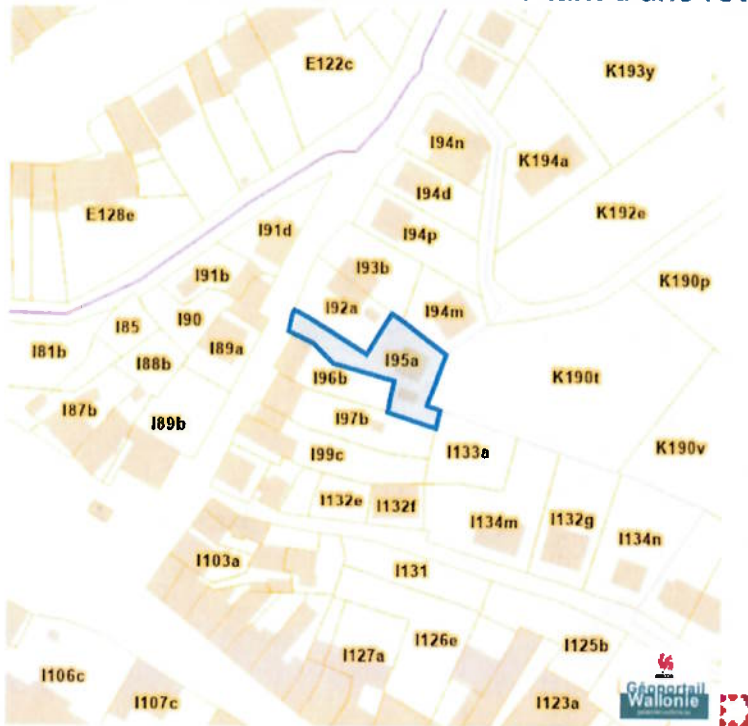 E122c
K193y
I94n
K194a
I94d
E128e
K192e
I91d
I94p
I93b
I91b
K190p
I92a
I94m
I85
I90
I81b
I89a
I95a
I88b
I96b
K190t
I87b
I89b
I97b
I99c
I133a
K190v
I132e
I132f
I134m
I132g
I134n
I103a
I131
I126e
I125b
I127a
I106c
I107c
I123a
Géoportail
Wallonie